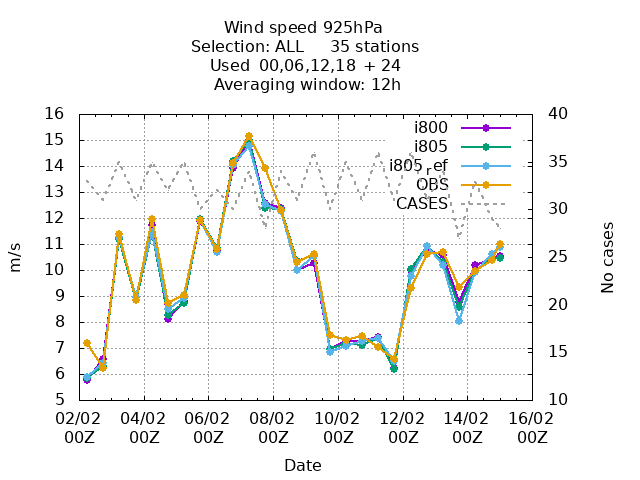 Wind speed 925hPa
Selection: ALL 35 stations
Used 00,06,12,18 + 24
Averaging window: 12h
16
15
14
13
12
11
10
9
8
7
6
5
m/s
40
35
30
25
20
15
10
No cases
i800
i805
i805_ref
OBS
CASES
02/02 04/02 06/02 08/02 10/02 12/02 14/02 16/02
00Z 00Z 00Z 00Z 00Z 00Z 00Z 00Z
Date